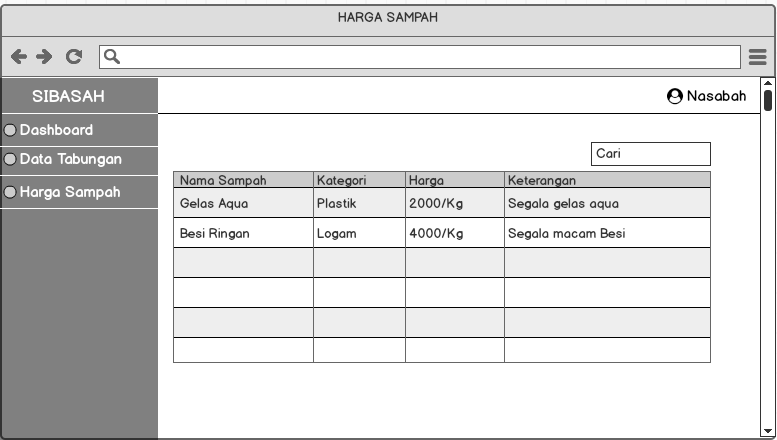 HARGA SAMPAH
SIBASAH
Nasabah
Dashboard
Data Tabungan
Harga Sampah
Cari
Nama Sampah Kategori Harga Keterangan
Gelas Aqua Plastik 2000/Kg Segala gelas aqua
Besi Ringan Logam 4000/Kg Segala macam Besi